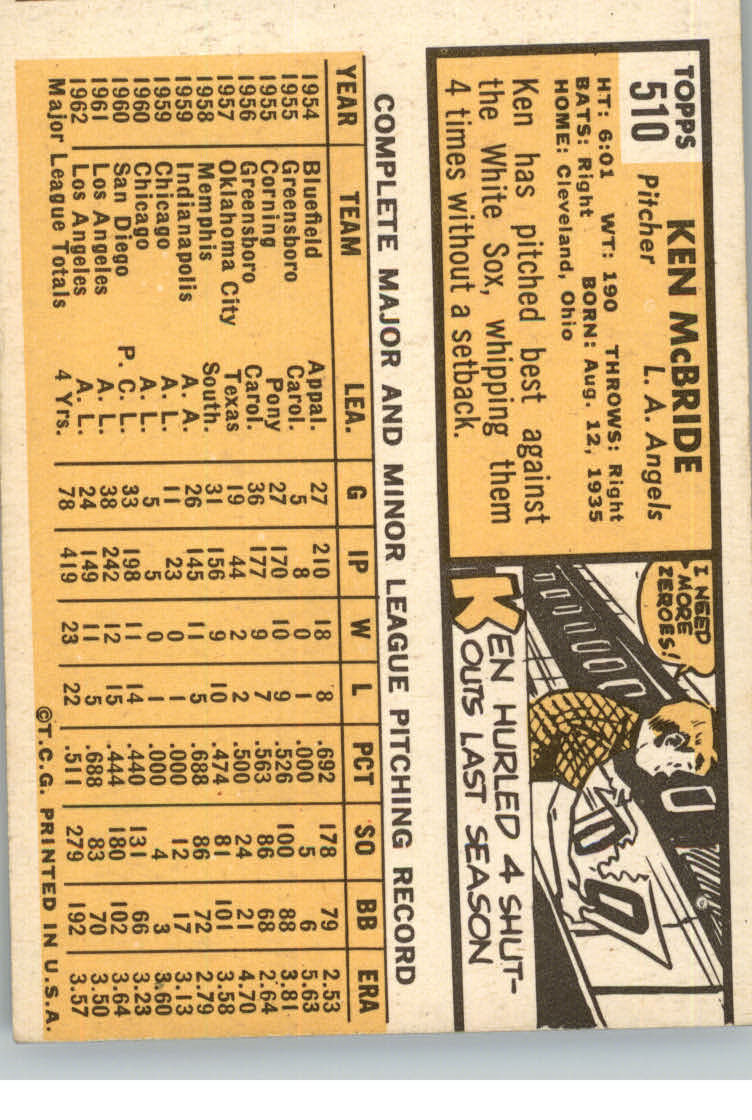 TOPPS
510
KEN McBRIDE
Pitcher L. A. Angels
HT: 6:01 WT: 190 THROWS: Right
BATS: Right BORN: Aug. 12, 1935
HOME: Cleveland, Ohio
Ken has pitched best against
the White Sox, whipping them
4 times without a setback.
I NEED
MORE
ZEROES!
KEN HURLED 4 SHUT-
OUTS LAST SEASON
COMPLETE MAJOR AND MINOR LEAGUE PITCHING RECORD
YEAR TEAM LEA. G IP W L PCT SO BB ERA
1954 Bluefield Appal. 27 210 18 8 .692 178 79 2.53
1955 Greensboro Carol. 5 8 0 1 .000 5 6 5.63
1955 Corning Pony 27 170 10 9 .526 100 88 3.81
1956 Greensboro Carol. 36 177 9 7 .563 86 68 2.64
1957 Oklahoma City Texas 19 44 2 2 .500 24 21 4.70
1958 Memphis South. 31 156 9 10 .474 81 101 3.58
1959 Indianapolis A. A. 26 145 11 5 .688 86 72 2.79
1959 Chicago A. L. 11 23 0 1 .000 12 17 3.13
1960 Chicago A. L. 5 5 0 1 .000 4 3 3.60
1960 San Diego P. C. L. 33 198 11 14 .440 131 66 3.23
1961 Los Angeles A. L. 38 242 12 15 .444 180 102 3.64
1962 Los Angeles A. L. 24 149 11 5 .688 83 70 3.50
Major League Totals 4 Yrs. 78 419 23 22 .511 279 192 3.57
©T.C.G. PRINTED IN U.S.A.